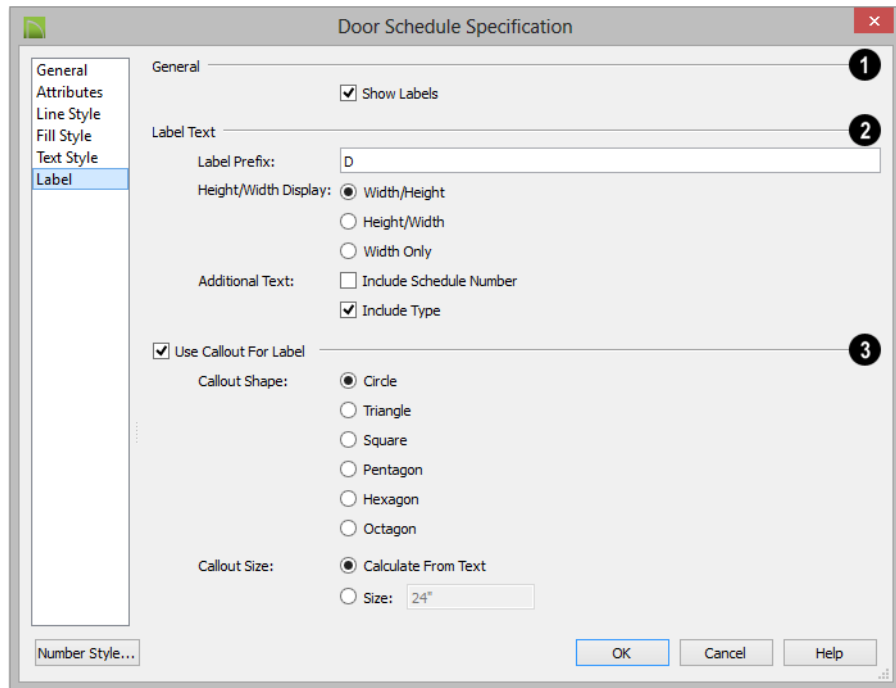 Door Schedule Specification
General
Attributes
Line Style
Fill Style
Text Style
Label
General
1
Show Labels
Label Text
2
Label Prefix: D
Height/Width Display: Width/Height
Height/Width
Width Only
Additional Text: Include Schedule Number
Include Type
Use Callout For Label
3
Callout Shape: Circle
Triangle
Square
Pentagon
Hexagon
Octagon
Callout Size: Calculate From Text
Size: 24"
Number Style... OK Cancel Help